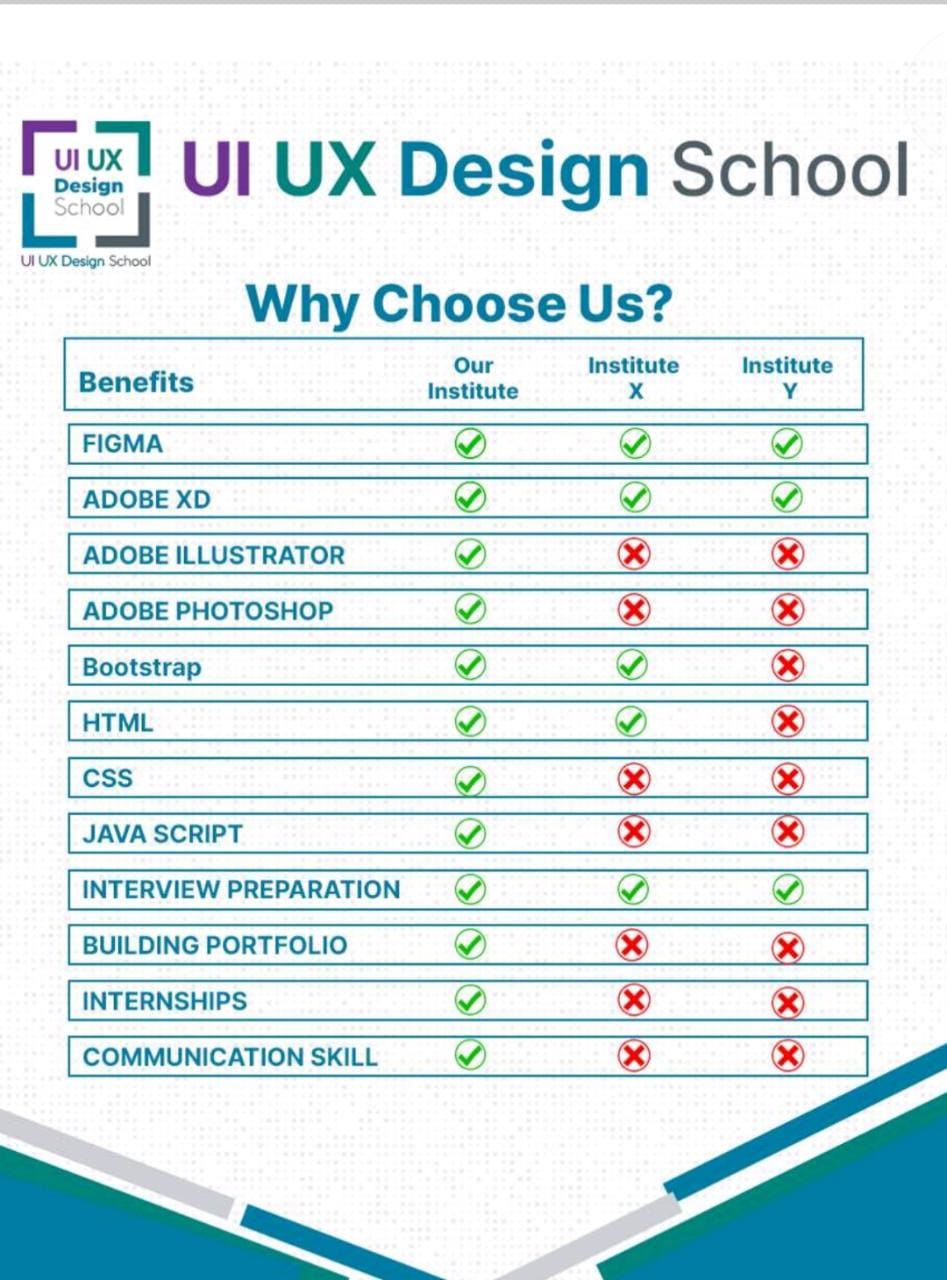 UI UX
Design
School
UI UX Design School
UI UX Design School
Why Choose Us?
Benefits Our Institute Institute X Institute Y
FIGMA
ADOBE XD
ADOBE ILLUSTRATOR
ADOBE PHOTOSHOP
Bootstrap
HTML
CSS
JAVA SCRIPT
INTERVIEW PREPARATION
BUILDING PORTFOLIO
INTERNSHIPS
COMMUNICATION SKILL